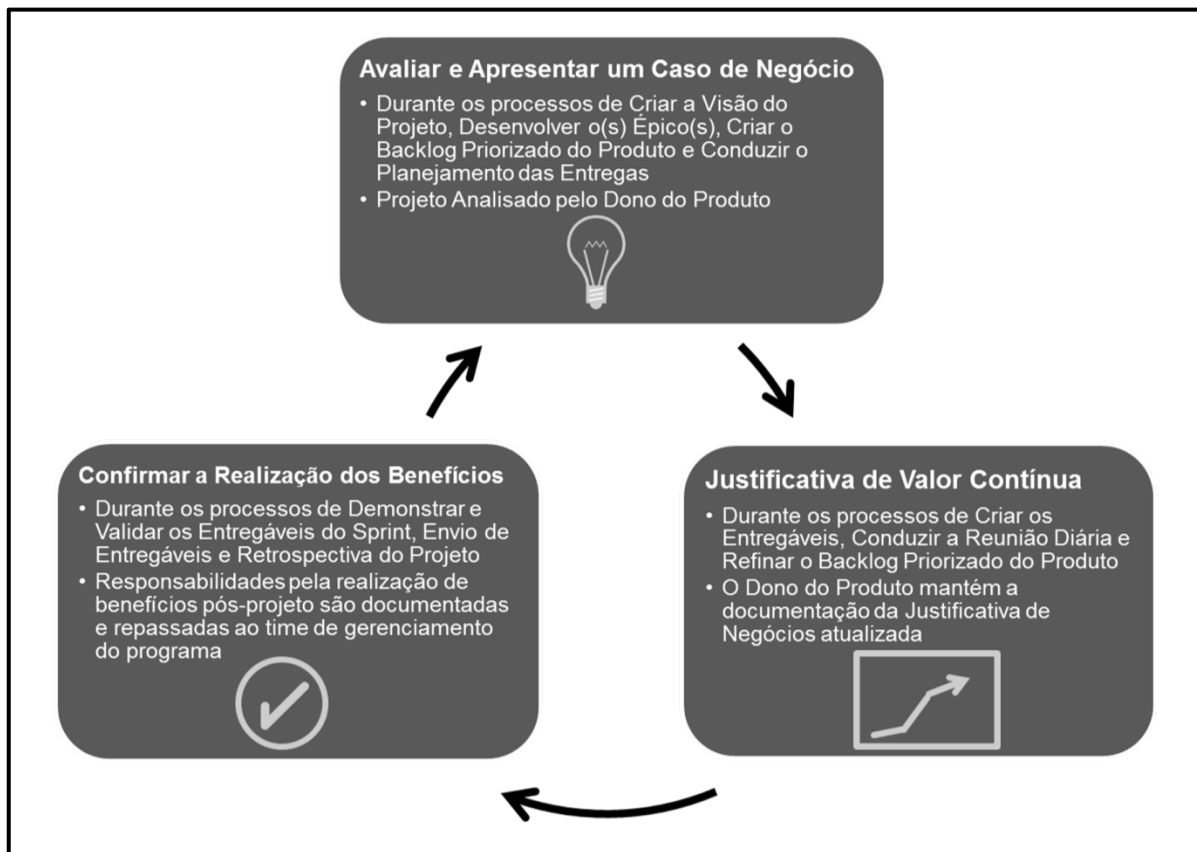 Avaliar e Apresentar um Caso de Negócio
• Durante os processos de Criar a Visão do
Projeto, Desenvolver o(s) Épico(s), Criar o
Backlog Priorizado do Produto e Conduzir o
Planejamento das Entregas
• Projeto Analisado pelo Dono do Produto
Confirmar a Realização dos Benefícios
• Durante os processos de Demonstrar e
Validar os Entregáveis do Sprint, Envio de
Entregáveis e Retrospectiva do Projeto
• Responsabilidades pela realização de
benefícios pós-projeto são documentadas
e repassadas ao time de gerenciamento
do programa
Justificativa de Valor Contínua
• Durante os processos de Criar os
Entregáveis, Conduzir a Reunião Diária e
Refinar o Backlog Priorizado do Produto
• O Dono do Produto mantém a
documentação da Justificativa de
Negócios atualizada